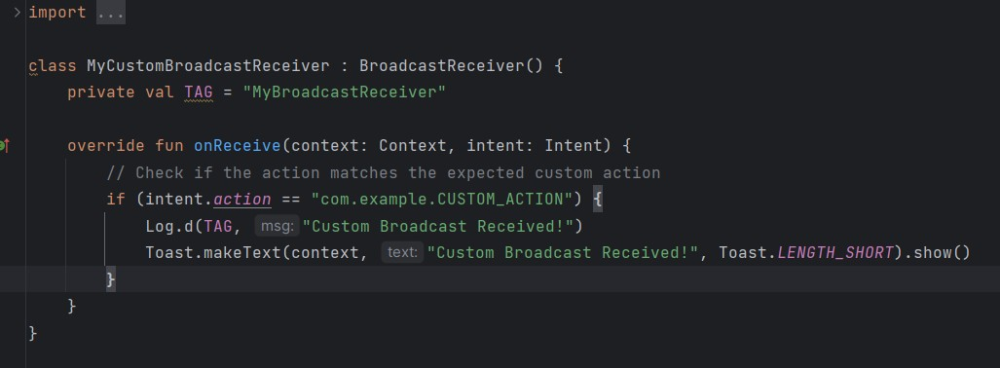 import ...
class MyCustomBroadcastReceiver : BroadcastReceiver() {
    private val TAG = "MyBroadcastReceiver"
    override fun onReceive(context: Context, intent: Intent) {
        // Check if the action matches the expected custom action
        if (intent.action == "com.example.CUSTOM_ACTION") {
            Log.d(TAG, msg: "Custom Broadcast Received!")
            Toast.makeText(context, text: "Custom Broadcast Received!", Toast.LENGTH_SHORT).show()
        }
    }
}